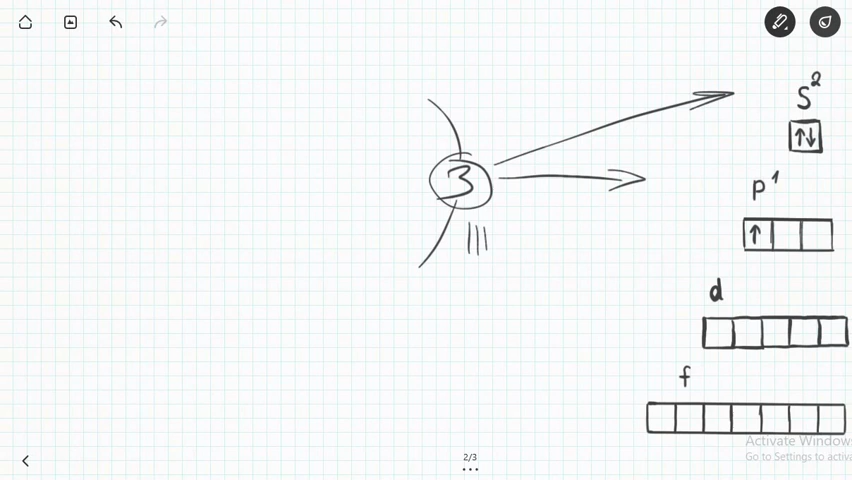 s²
3
p¹
|||
d
f
Activate Windows
Go to Settings to activa
2/3